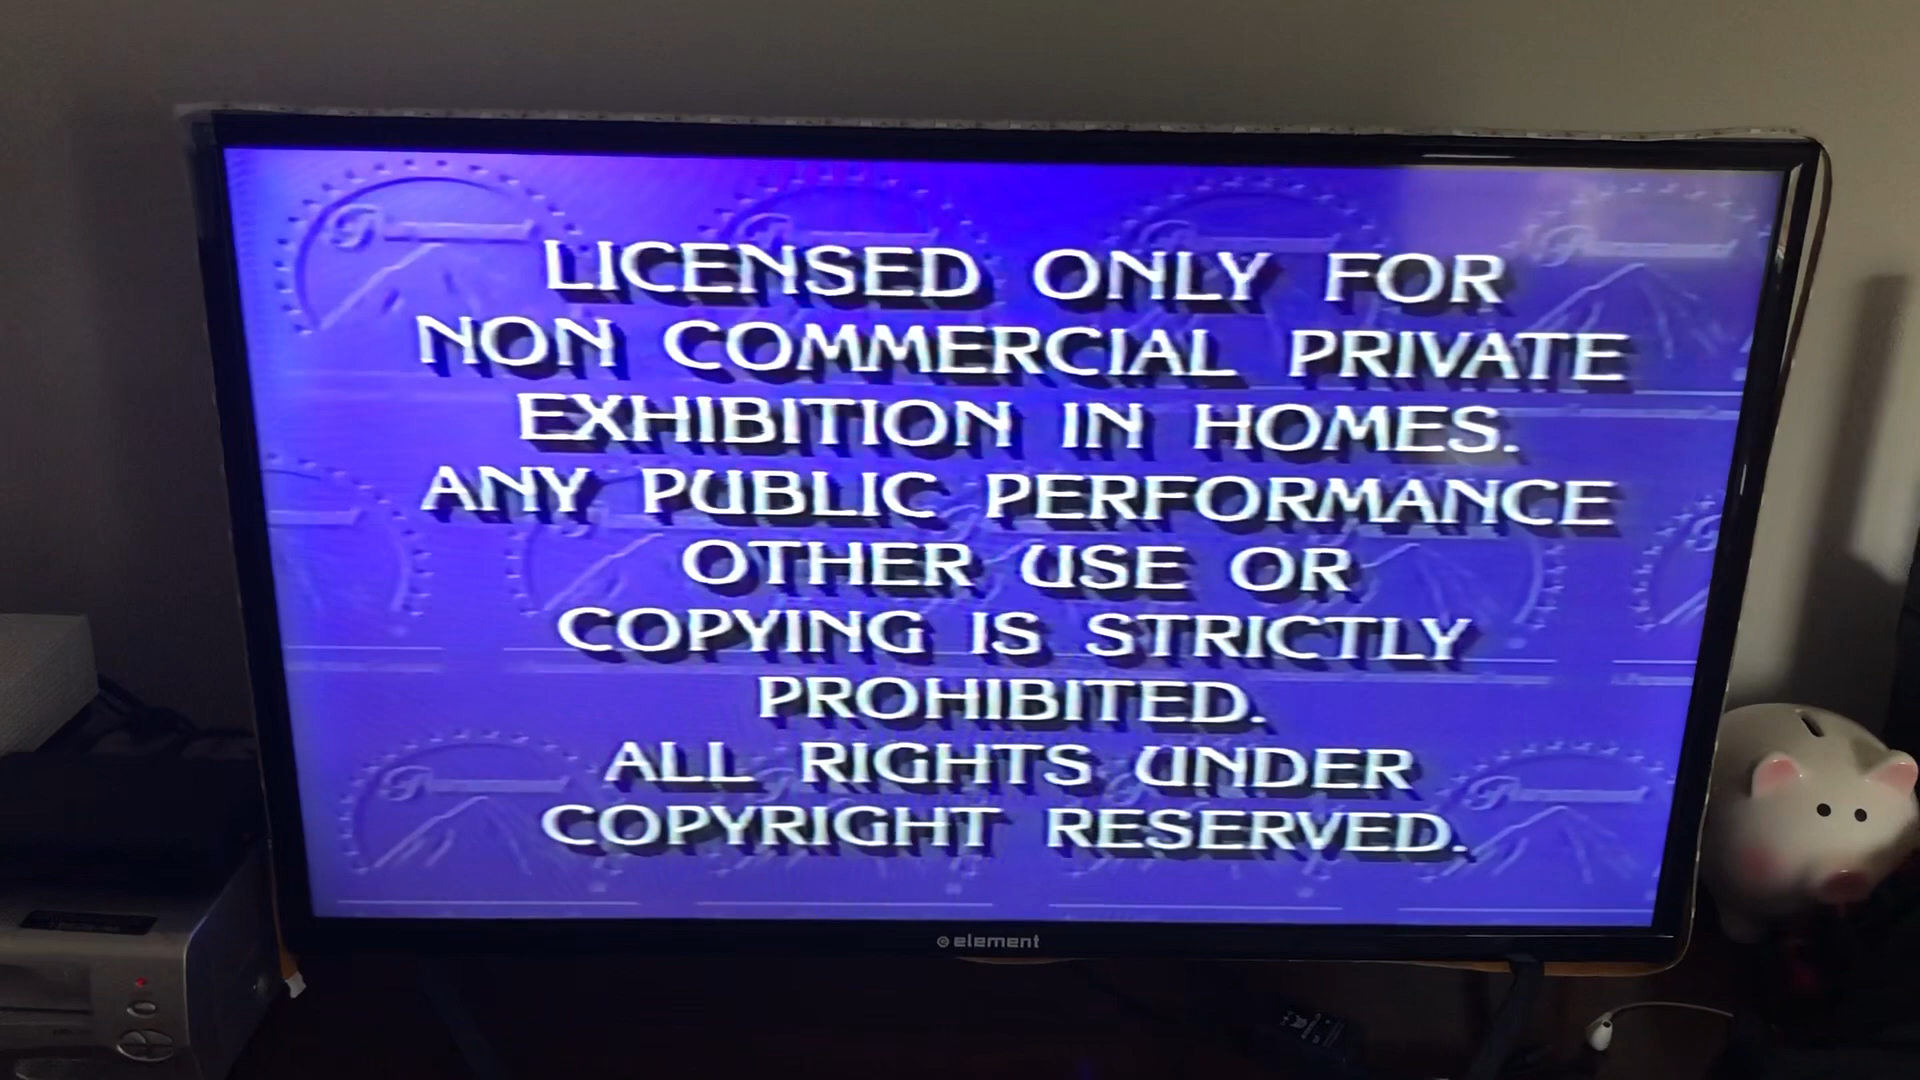 LICENSED ONLY FOR
NON COMMERCIAL PRIVATE
EXHIBITION IN HOMES.
ANY PUBLIC PERFORMANCE
OTHER USE OR
COPYING IS STRICTLY
PROHIBITED.
ALL RIGHTS UNDER
COPYRIGHT RESERVED.
element